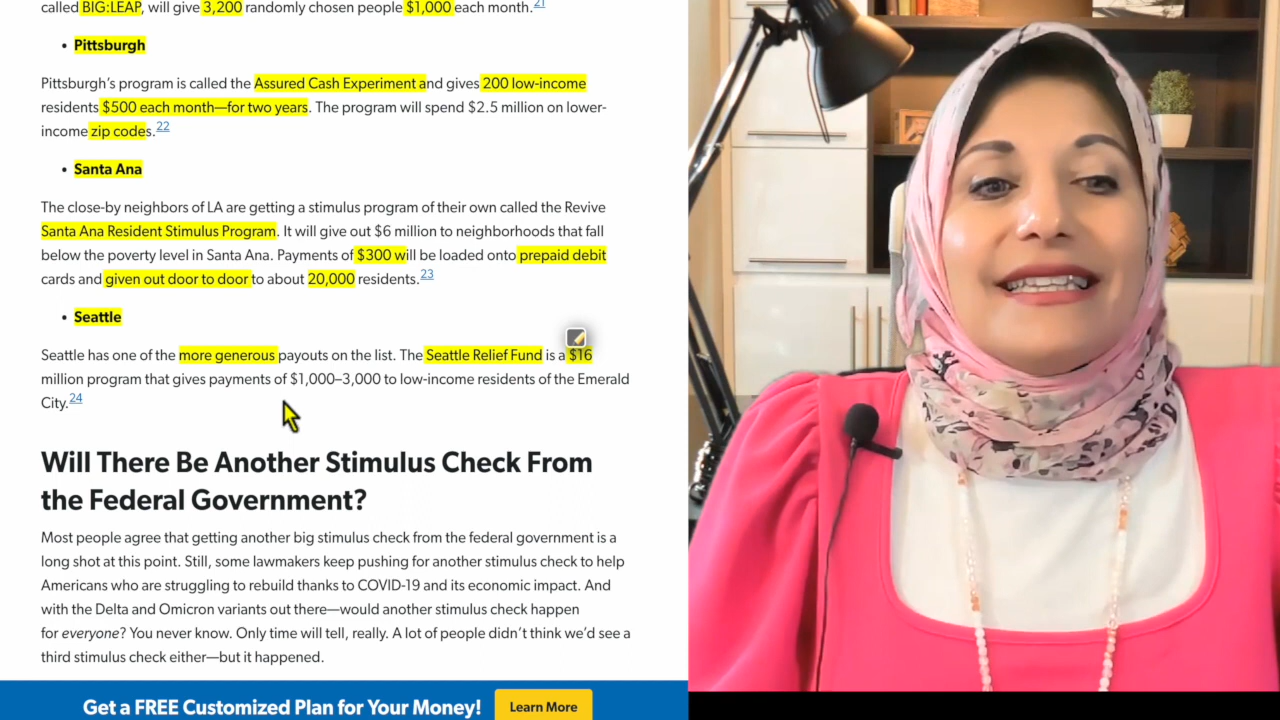 called BIG:LEAP, will give 3,200 randomly chosen people $1,000 each month.21
• Pittsburgh
Pittsburgh’s program is called the Assured Cash Experiment and gives 200 low-income
residents $500 each month—for two years. The program will spend $2.5 million on lower-
income zip codes.22
• Santa Ana
The close-by neighbors of LA are getting a stimulus program of their own called the Revive
Santa Ana Resident Stimulus Program. It will give out $6 million to neighborhoods that fall
below the poverty level in Santa Ana. Payments of $300 will be loaded onto prepaid debit
cards and given out door to door to about 20,000 residents.23
• Seattle
Seattle has one of the more generous payouts on the list. The Seattle Relief Fund is a $16
million program that gives payments of $1,000–3,000 to low-income residents of the Emerald
City.24
Will There Be Another Stimulus Check From
the Federal Government?
Most people agree that getting another big stimulus check from the federal government is a
long shot at this point. Still, some lawmakers keep pushing for another stimulus check to help
Americans who are struggling to rebuild thanks to COVID-19 and its economic impact. And
with the Delta and Omicron variants out there—would another stimulus check happen
for everyone? You never know. Only time will tell, really. A lot of people didn’t think we’d see a
third stimulus check either—but it happened.
Get a FREE Customized Plan for Your Money!
Learn More